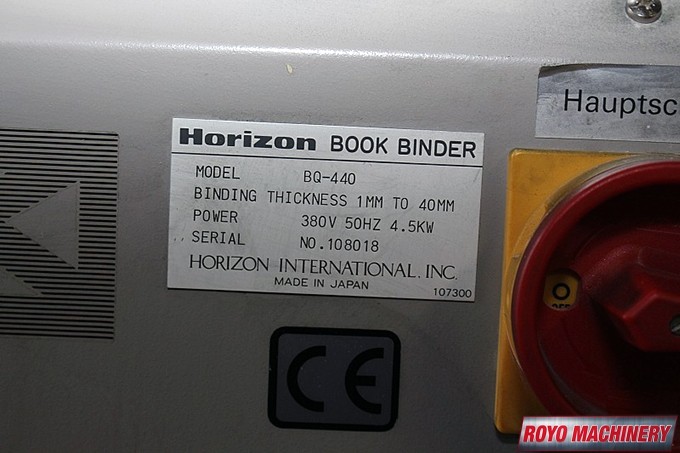 Hauptsc
Horizon BOOK BINDER
MODEL BQ-440
BINDING THICKNESS 1MM TO 40MM
POWER 380V 50HZ 4.5KW
SERIAL NO.108018
HORIZON INTERNATIONAL, INC.
MADE IN JAPAN 107300
CE
O
OFF
ROYO MACHINERY